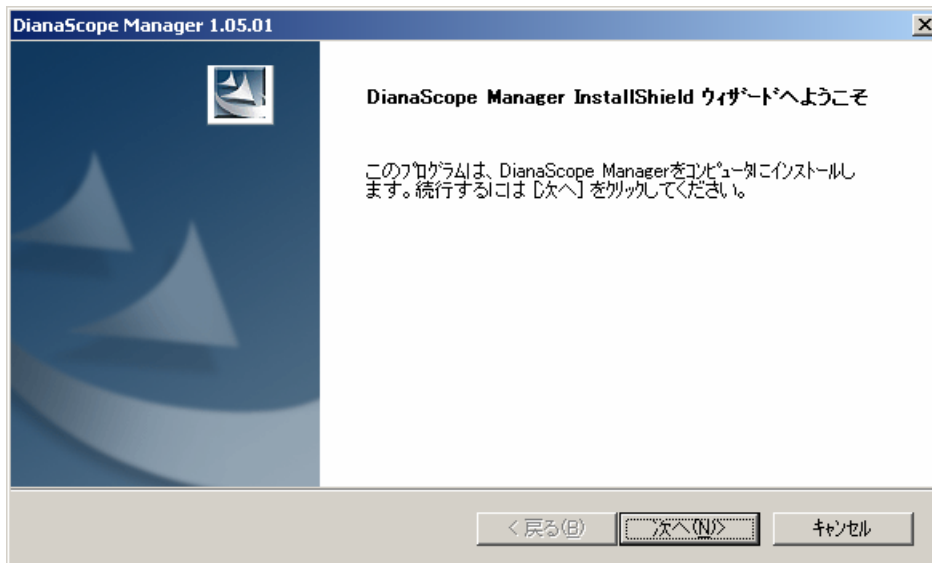 DianaScope Manager 1.05.01
DianaScope Manager InstallShield ウィザードへようこそ
このプログラムは、DianaScope Managerをコンピュータにインストールし
ます。続行するには [次へ] をクリックしてください。
< 戻る(B)
次へ(N)>
キャンセル